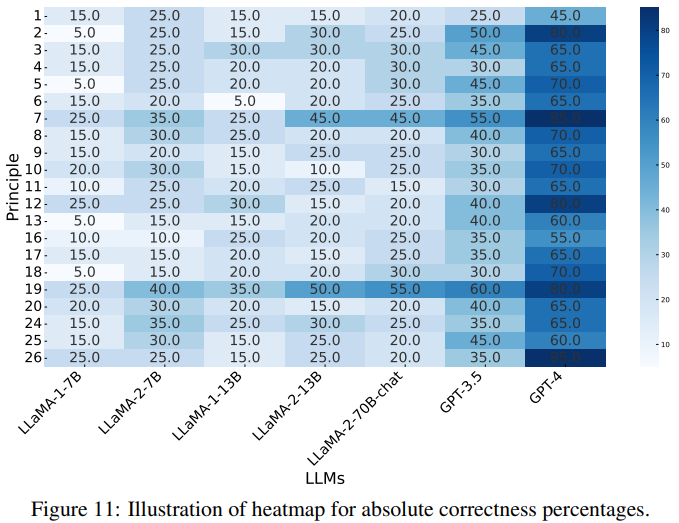 1 15.0 25.0 15.0 15.0 20.0 25.0 45.0
2 5.0 25.0 15.0 30.0 25.0 50.0 80.0
3 15.0 25.0 30.0 30.0 30.0 45.0 65.0
4 15.0 25.0 20.0 20.0 30.0 30.0 65.0
5 5.0 25.0 15.0 20.0 30.0 45.0 70.0
6 15.0 20.0 5.0 20.0 25.0 35.0 65.0
7 25.0 35.0 25.0 45.0 45.0 55.0
8 15.0 30.0 25.0 20.0 20.0 40.0 70.0
9 15.0 20.0 15.0 25.0 25.0 30.0 65.0
10 20.0 30.0 15.0 10.0 25.0 35.0 70.0
11 10.0 25.0 20.0 25.0 15.0 30.0 65.0
12 25.0 25.0 30.0 15.0 20.0 40.0 80.0
13 5.0 15.0 15.0 20.0 20.0 40.0 60.0
16 10.0 10.0 25.0 20.0 25.0 35.0 55.0
17 15.0 15.0 20.0 15.0 25.0 35.0 65.0
18 5.0 15.0 20.0 20.0 30.0 30.0 70.0
19 25.0 40.0 35.0 50.0 55.0 60.0 80.0
20 20.0 30.0 20.0 15.0 20.0 40.0 65.0
24 15.0 35.0 25.0 30.0 25.0 35.0 65.0
25 15.0 30.0 15.0 25.0 20.0 45.0 60.0
26 25.0 25.0 15.0 25.0 20.0 35.0
Principle
LLaMA-1-7B
LLaMA-2-7B
LLaMA-1-13B
LLaMA-2-13B
LLaMA-2-70B-chat
GPT-3.5
GPT-4
LLMs
80
70
60
50
40
30
20
10
Figure 11: Illustration of heatmap for absolute correctness percentages.